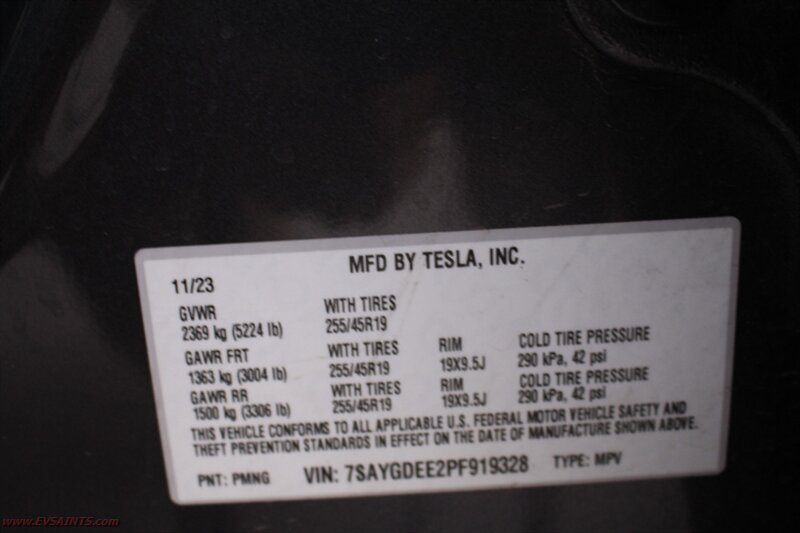 MFD BY TESLA, INC.
11/23
GVWR WITH TIRES
2369 kg (5224 lb) 255/45R19
GAWR FRT WITH TIRES RIM COLD TIRE PRESSURE
1363 kg (3004 lb) 255/45R19 19X9.5J 290 kPa, 42 psi
GAWR RR WITH TIRES RIM COLD TIRE PRESSURE
1500 kg (3306 lb) 255/45R19 19X9.5J 290 kPa, 42 psi
THIS VEHICLE CONFORMS TO ALL APPLICABLE U.S. FEDERAL MOTOR VEHICLE SAFETY AND
THEFT PREVENTION STANDARDS IN EFFECT ON THE DATE OF MANUFACTURE SHOWN ABOVE.
PNT: PMNG VIN: 7SAYGDEE2PF919328 TYPE: MPV
www.EVSAINTS.com